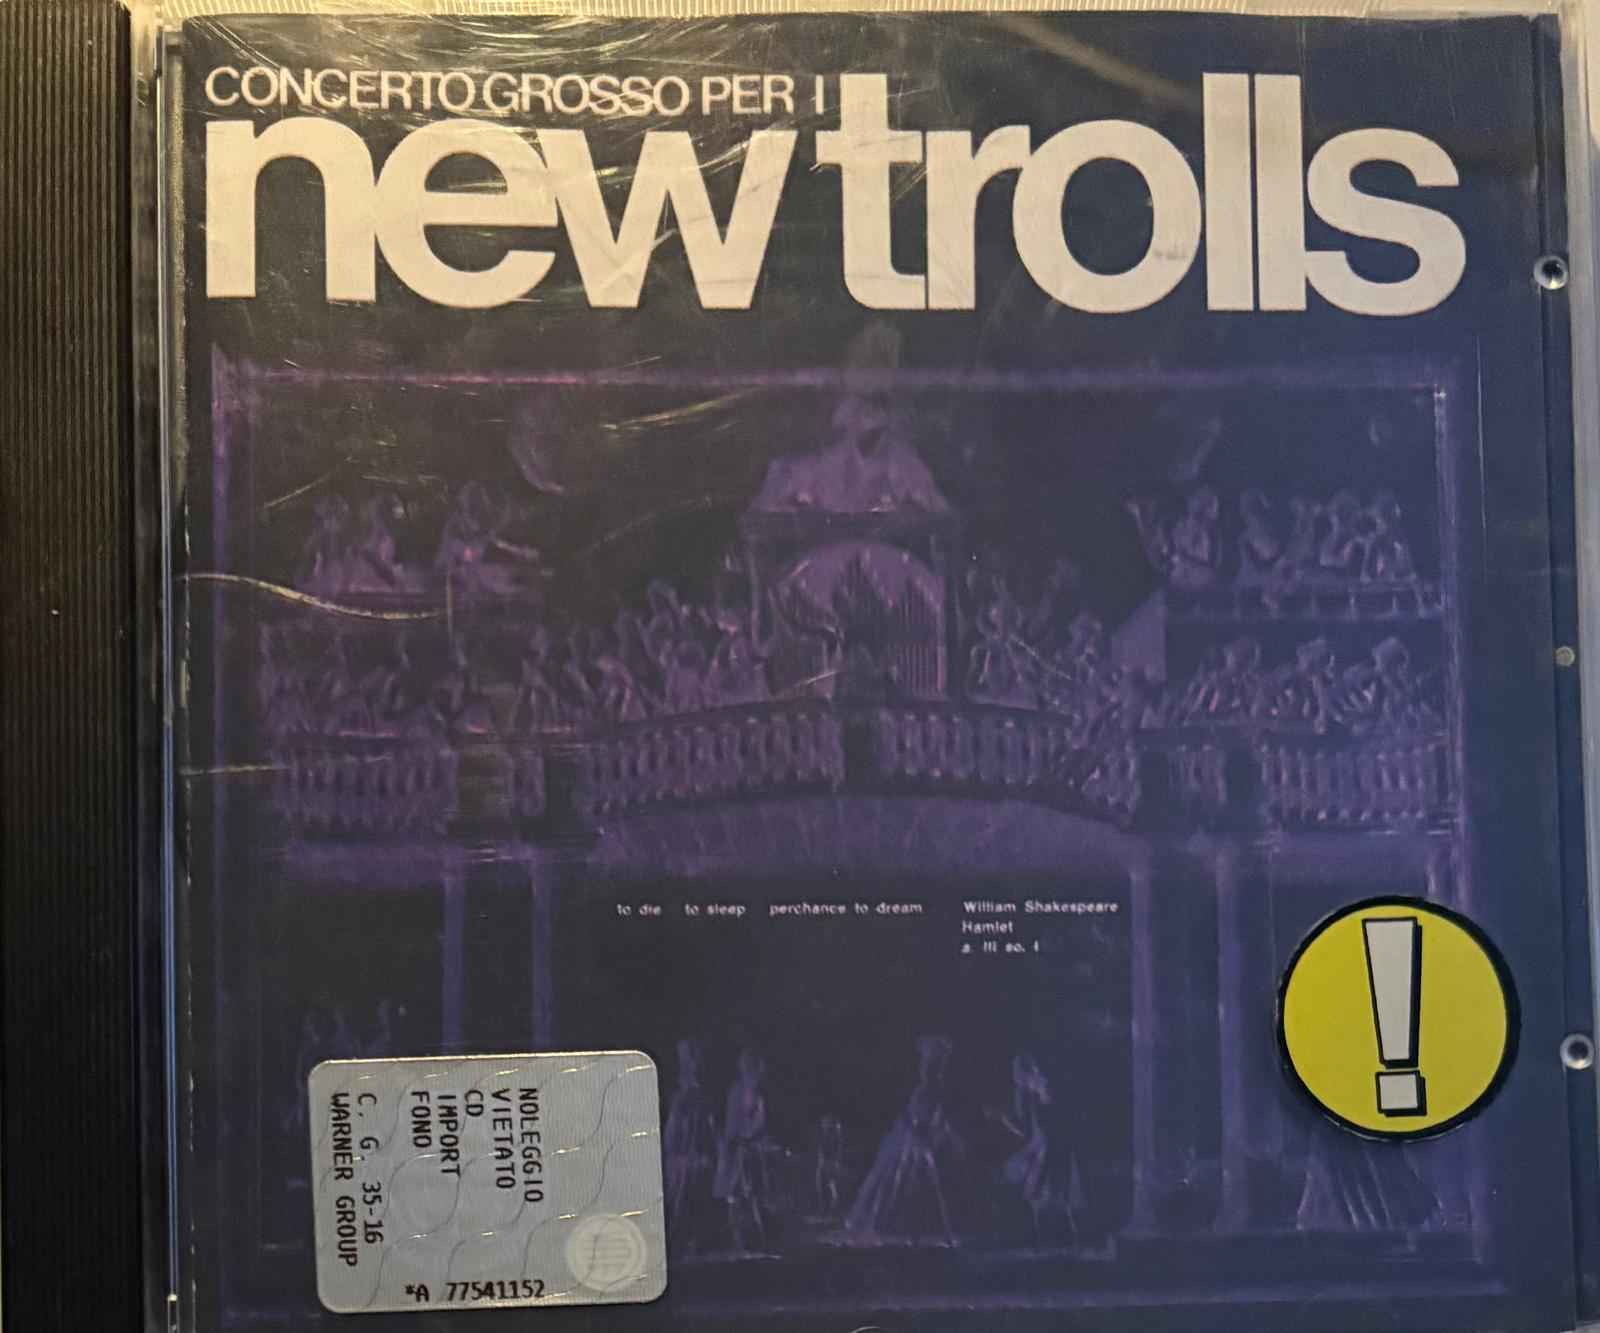 CONCERTO GROSSO PER I
new trolls
to die to sleep perchance to dream
William Shakespeare
Hamlet
a. III sc. I
!
NOLEGGIO
VIETATO
CD
IMPORT
FONO
C. G. 35-16
WARNER GROUP
*A 77541152